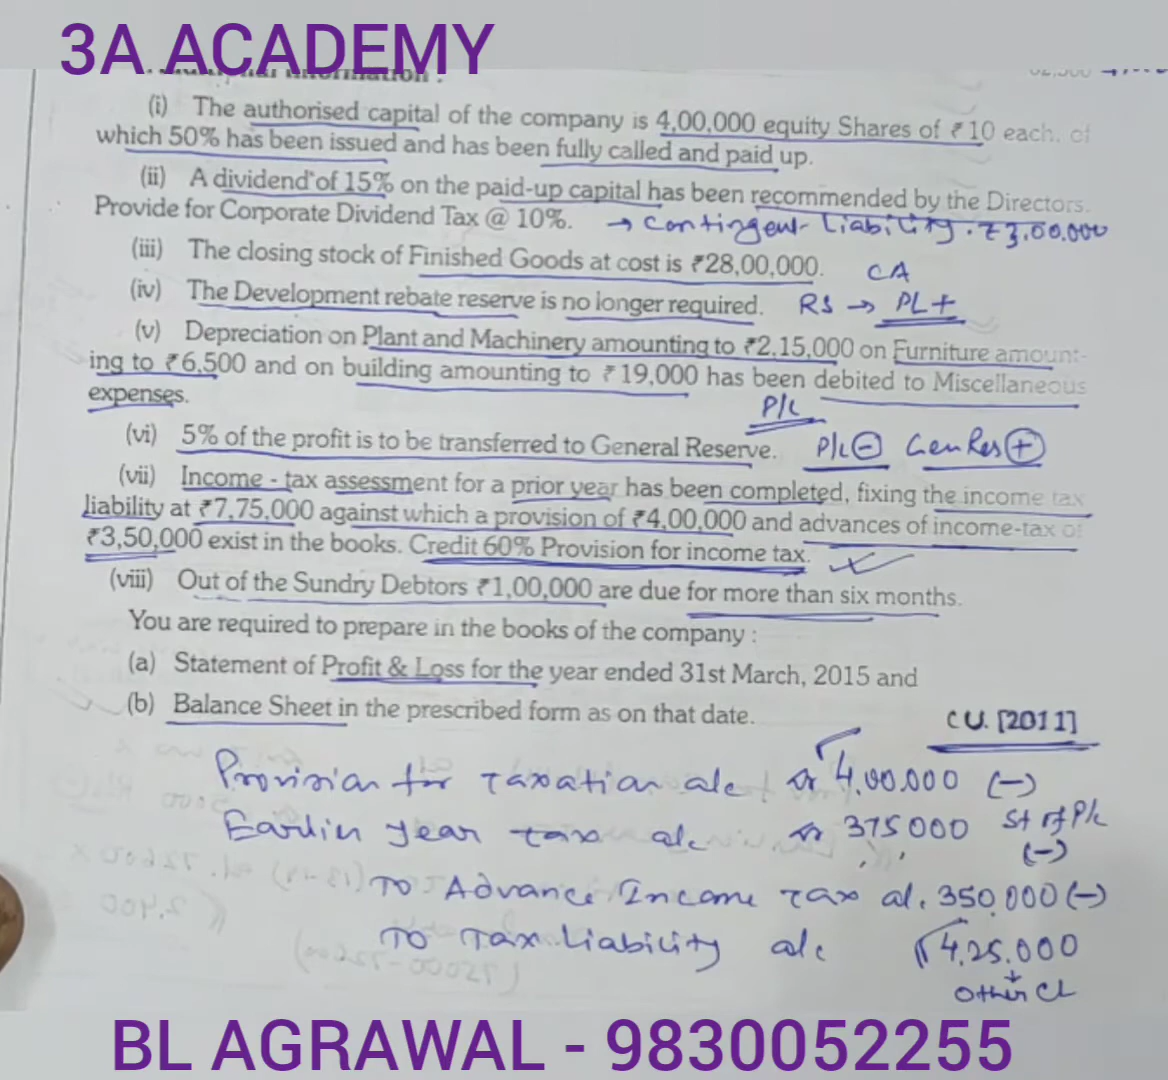 3A ACADEMY
(i) The authorised capital of the company is 4,00,000 equity Shares of ₹10 each. of
which 50% has been issued and has been fully called and paid up.
(ii) A dividend of 15% on the paid-up capital has been recommended by the Directors.
Provide for Corporate Dividend Tax @ 10%. → Contingent Liability. ₹3,00,000
(iii) The closing stock of Finished Goods at cost is ₹28,00,000. CA
(iv) The Development rebate reserve is no longer required. RS → PL+
(v) Depreciation on Plant and Machinery amounting to ₹2,15,000 on Furniture amount-
ing to ₹6,500 and on building amounting to ₹19,000 has been debited to Miscellaneous
expenses. P/L
(vi) 5% of the profit is to be transferred to General Reserve. P/L(-) Gen Res(+)
(vii) Income - tax assessment for a prior year has been completed, fixing the income tax
liability at ₹7,75,000 against which a provision of ₹4,00,000 and advances of income-tax of
₹3,50,000 exist in the books. Credit 60% Provision for income tax.
(viii) Out of the Sundry Debtors ₹1,00,000 are due for more than six months.
You are required to prepare in the books of the company :
(a) Statement of Profit & Loss for the year ended 31st March, 2015 and
(b) Balance Sheet in the prescribed form as on that date.
C.U. [2011]
Provision for Taxation a/c Dr 4,00,000 (-)
Earlier year tax a/c Dr 375000 St of P/L
(-)
To Advance Income Tax a/c. 350,000 (-)
To Tax Liability a/c 4,25,000
↓
Other CL
BL AGRAWAL - 9830052255